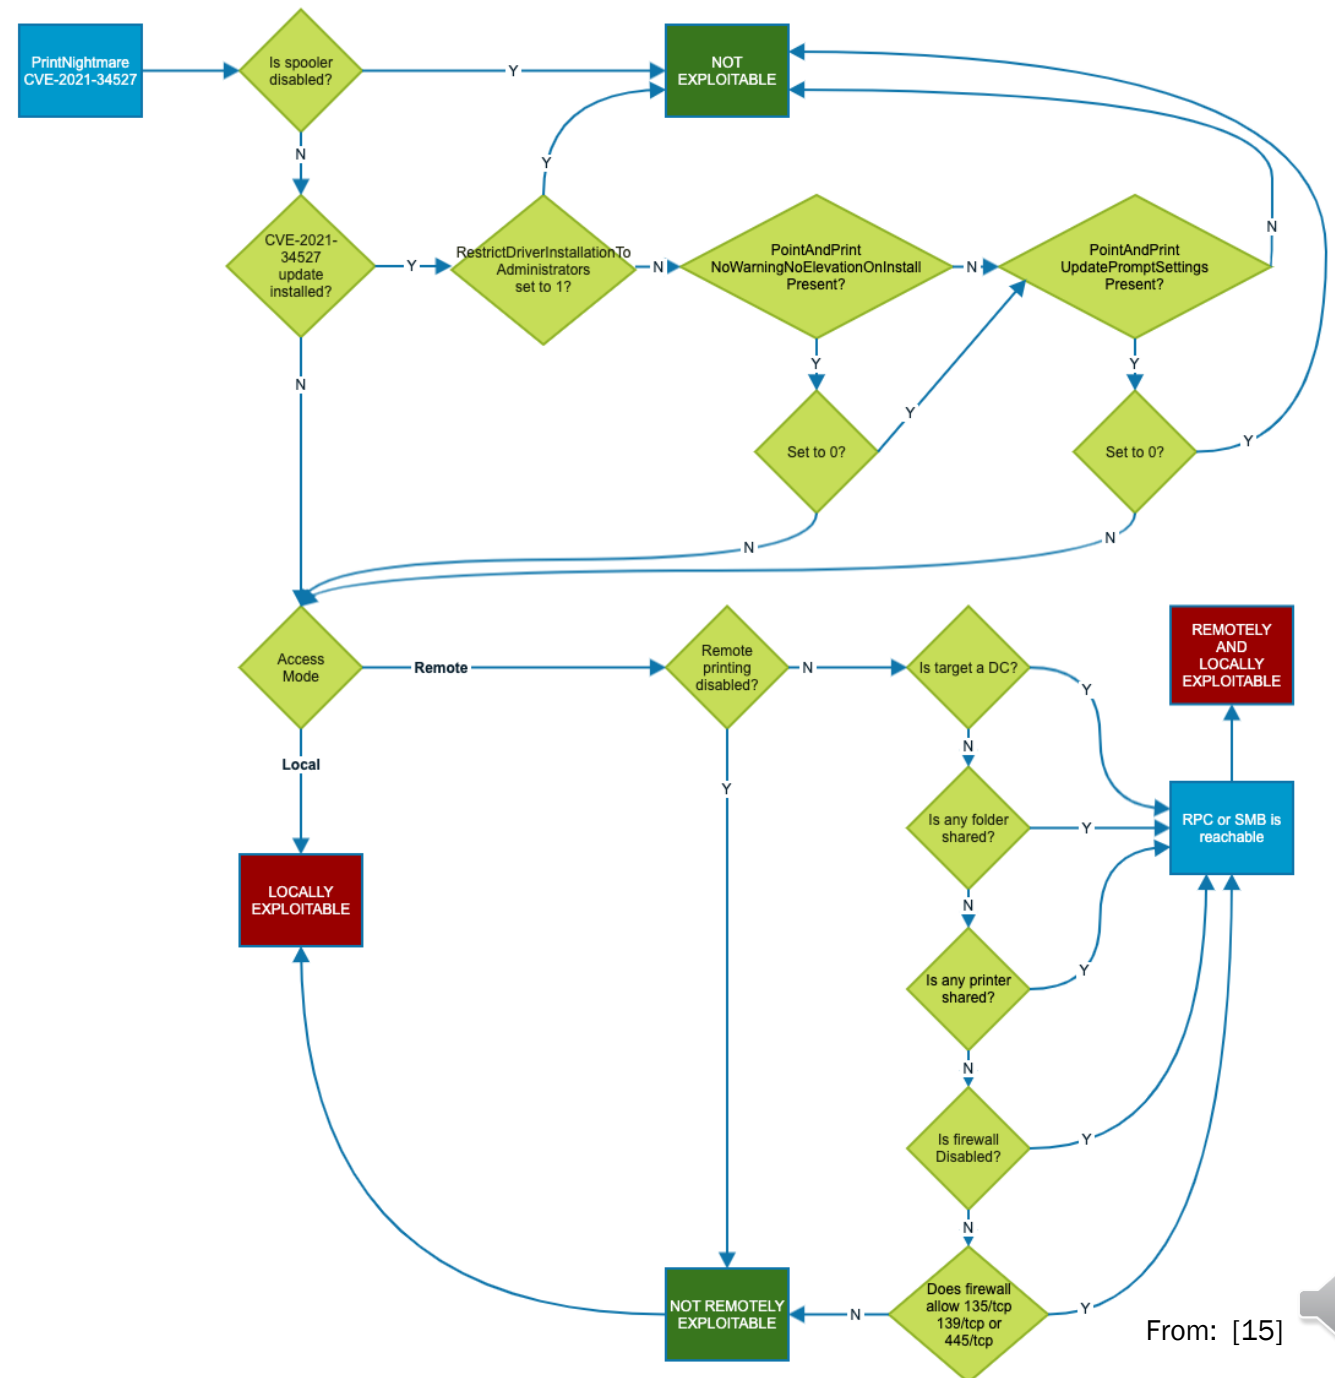 PrintNightmare
CVE-2021-34527
Is spooler
disabled?
Y
NOT
EXPLOITABLE
N
Y
CVE-2021-
34527
update
installed?
Y
RestrictDriverInstallationTo
Administrators
set to 1?
N
PointAndPrint
NoWarningNoElevationOnInstall
Present?
N
PointAndPrint
UpdatePromptSettings
Present?
N
N
Y
Y
Y
Set to 0?
Set to 0?
Y
N
N
Access
Mode
Remote
Remote
printing
disabled?
N
Is target a DC?
Y
REMOTELY
AND
LOCALLY
EXPLOITABLE
Local
Y
N
Is any folder
shared?
Y
RPC or SMB is
reachable
LOCALLY
EXPLOITABLE
N
Is any printer
shared?
Y
N
Is firewall
Disabled?
Y
N
NOT REMOTELY
EXPLOITABLE
N
Does firewall
allow 135/tcp
139/tcp or
445/tcp
Y
From: [15]